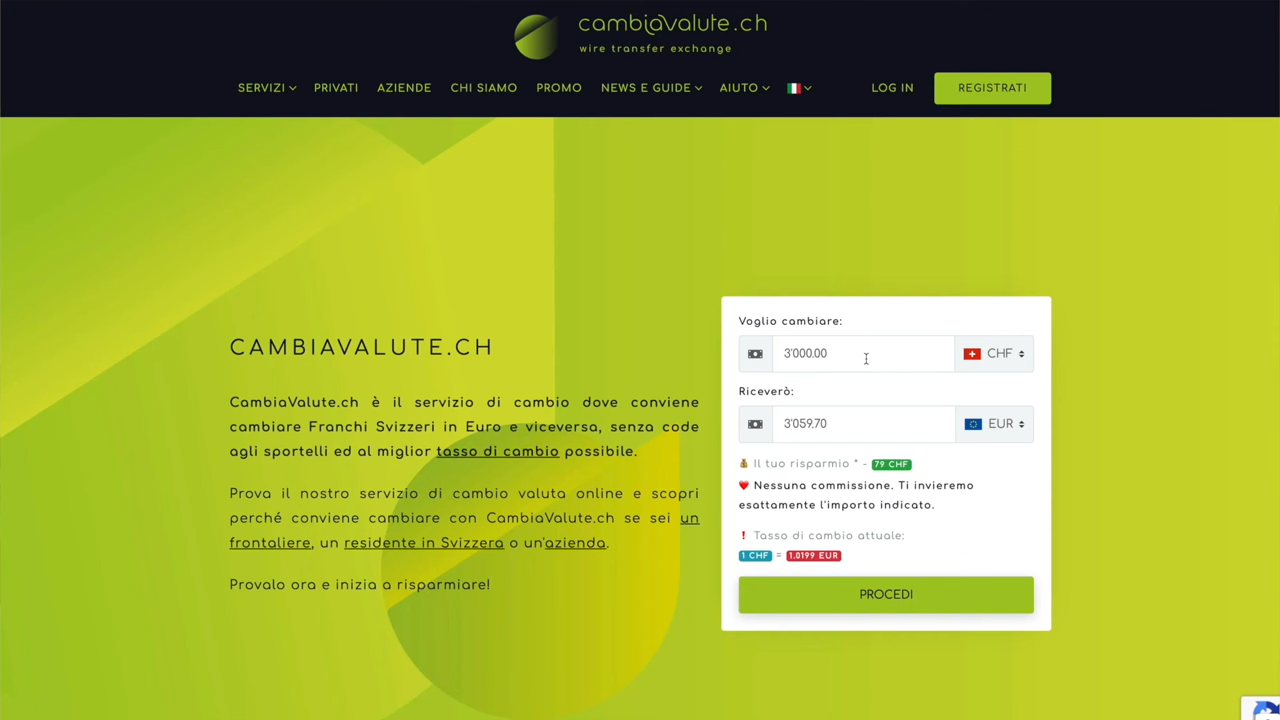 cambiavalute.ch
wire transfer exchange
SERVIZI PRIVATI AZIENDE CHI SIAMO PROMO NEWS E GUIDE AIUTO LOG IN REGISTRATI
CAMBIAVALUTE.CH
CambiaValute.ch è il servizio di cambio dove conviene
cambiare Franchi Svizzeri in Euro e viceversa, senza code
agli sportelli ed al miglior tasso di cambio possibile.
Prova il nostro servizio di cambio valuta online e scopri
perché conviene cambiare con CambiaValute.ch se sei un
frontaliere, un residente in Svizzera o un'azienda.
Provalo ora e inizia a risparmiare!
Voglio cambiare:
3'000.00 CHF
Riceverò:
3'059.70 EUR
Il tuo risparmio * - 79 CHF
Nessuna commissione. Ti invieremo
esattamente l'importo indicato.
Tasso di cambio attuale:
1 CHF = 1.0199 EUR
PROCEDI